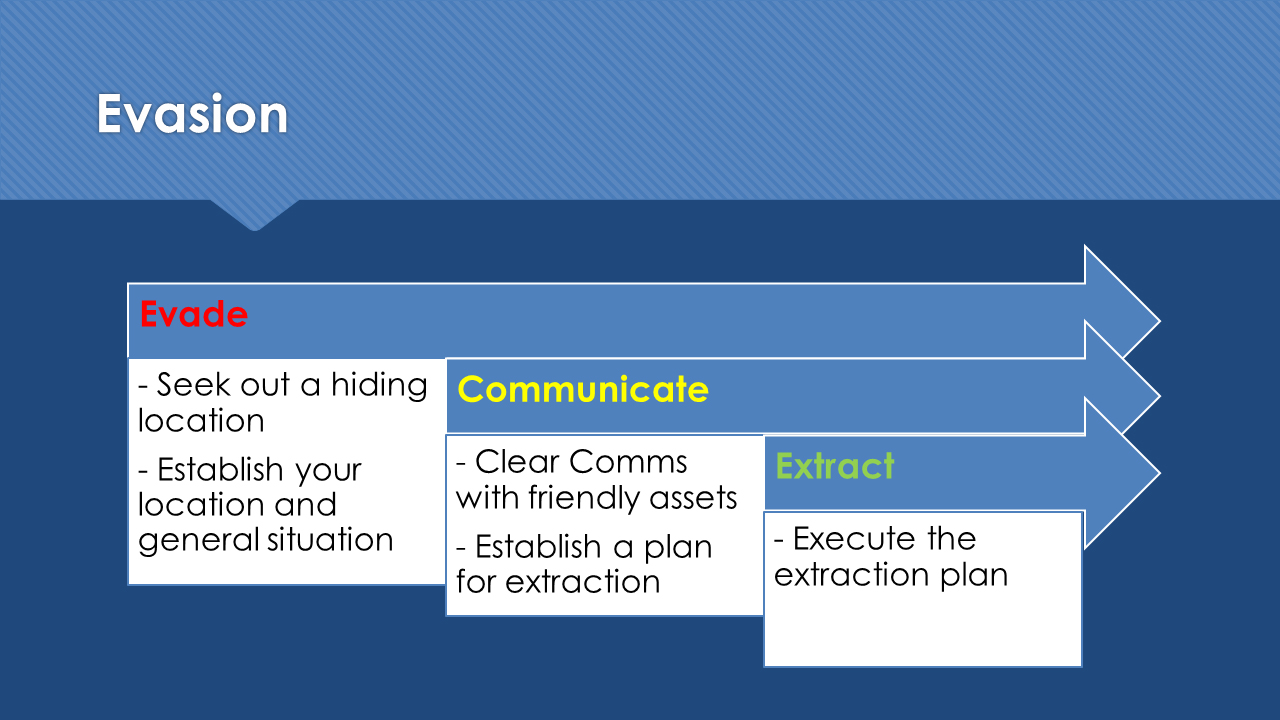 Evasion
Evade
- Seek out a hiding
location
- Establish your
location and
general situation
Communicate
- Clear Comms
with friendly assets
- Establish a plan
for extraction
Extract
- Execute the
extraction plan